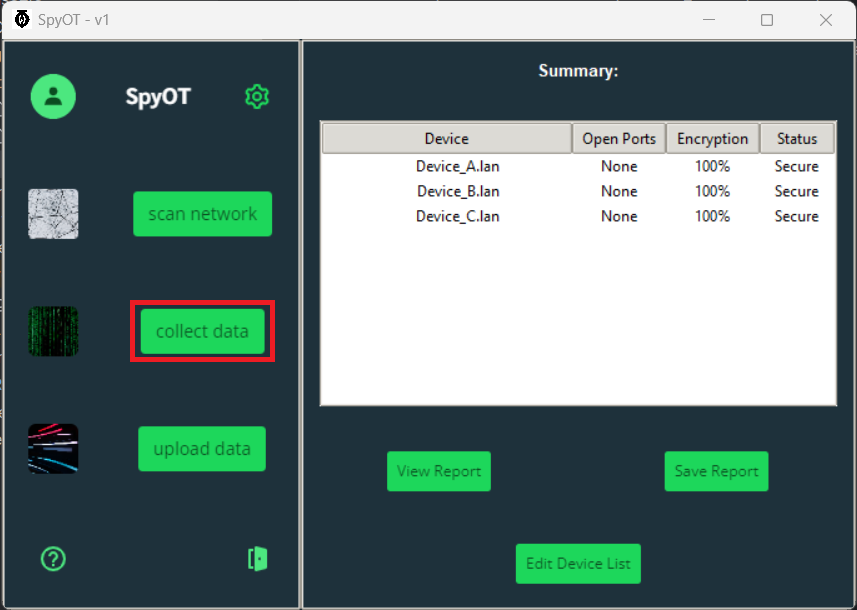 SpyOT - v1
SpyOT
scan network
collect data
upload data
Summary:
Device Open Ports Encryption Status
Device_A.lan None 100% Secure
Device_B.lan None 100% Secure
Device_C.lan None 100% Secure
View Report Save Report
Edit Device List